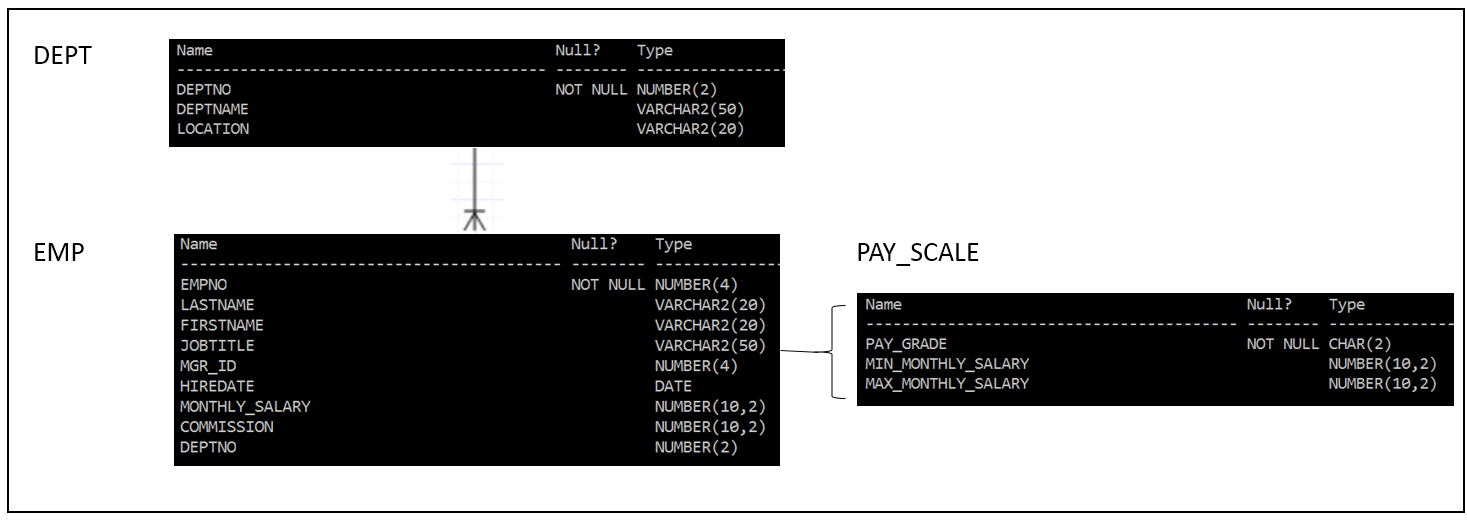 DEPT
Name Null? Type
----------------------------------------- -------- -----------------
DEPTNO NOT NULL NUMBER(2)
DEPTNAME VARCHAR2(50)
LOCATION VARCHAR2(20)
EMP
Name Null? Type
------------------------------------------ -------- --------------
EMPNO NOT NULL NUMBER(4)
LASTNAME VARCHAR2(20)
FIRSTNAME VARCHAR2(20)
JOBTITLE VARCHAR2(50)
MGR_ID NUMBER(4)
HIREDATE DATE
MONTHLY_SALARY NUMBER(10,2)
COMMISSION NUMBER(10,2)
DEPTNO NUMBER(2)
PAY_SCALE
Name Null? Type
----------------------------------------- -------- --------------
PAY_GRADE NOT NULL CHAR(2)
MIN_MONTHLY_SALARY NUMBER(10,2)
MAX_MONTHLY_SALARY NUMBER(10,2)